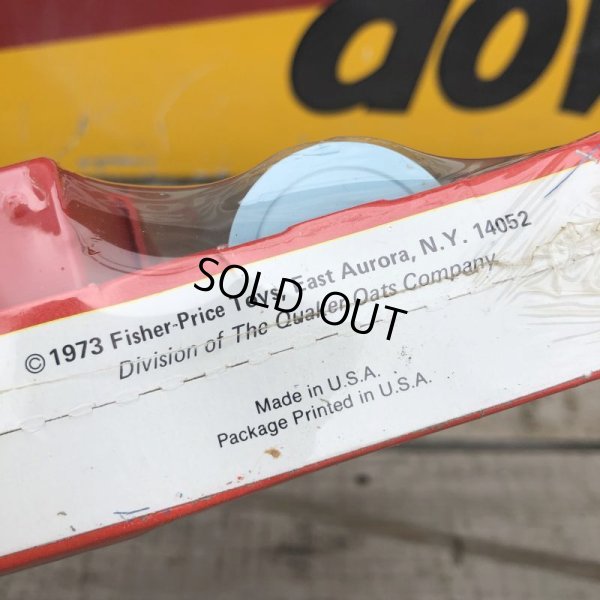 do
©1973 Fisher-Price Toys, East Aurora, N.Y. 14052
Division of The Quaker Oats Company
SOLD OUT
Made in U.S.A.
Package Printed in U.S.A.